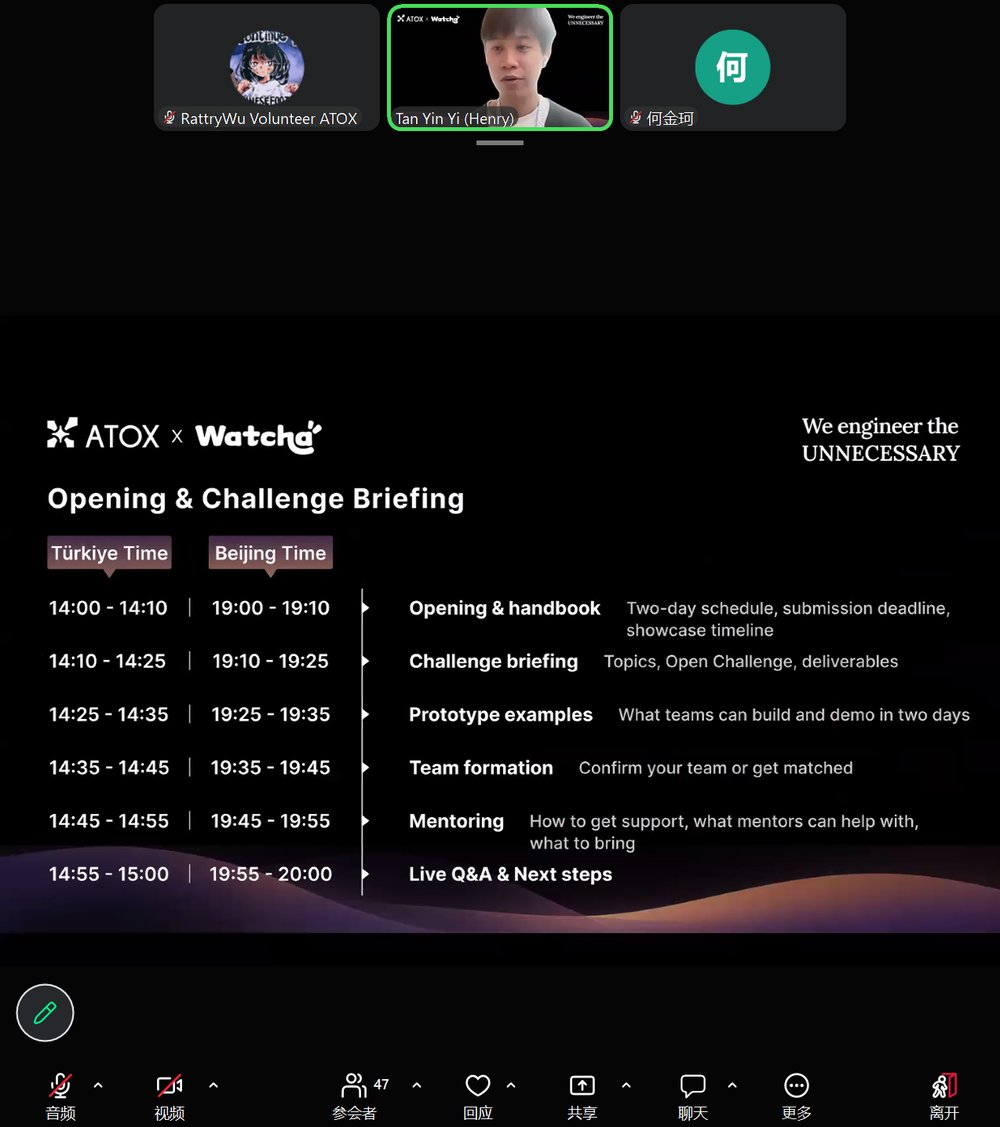 RattryWu Volunteer ATOX
ATOX x Watcha
We engineer the
UNNECESSARY
Tan Yin Yi (Henry)
何
何金珂
ATOX x Watcha
We engineer the
UNNECESSARY
Opening & Challenge Briefing
Türkiye Time Beijing Time
14:00 - 14:10 | 19:00 - 19:10 Opening & handbook Two-day schedule, submission deadline,
showcase timeline
14:10 - 14:25 | 19:10 - 19:25 Challenge briefing Topics, Open Challenge, deliverables
14:25 - 14:35 | 19:25 - 19:35 Prototype examples What teams can build and demo in two days
14:35 - 14:45 | 19:35 - 19:45 Team formation Confirm your team or get matched
14:45 - 14:55 | 19:45 - 19:55 Mentoring How to get support, what mentors can help with,
what to bring
14:55 - 15:00 | 19:55 - 20:00 Live Q&A & Next steps
47
音频 视频 参会者 回应 共享 聊天 更多 离开